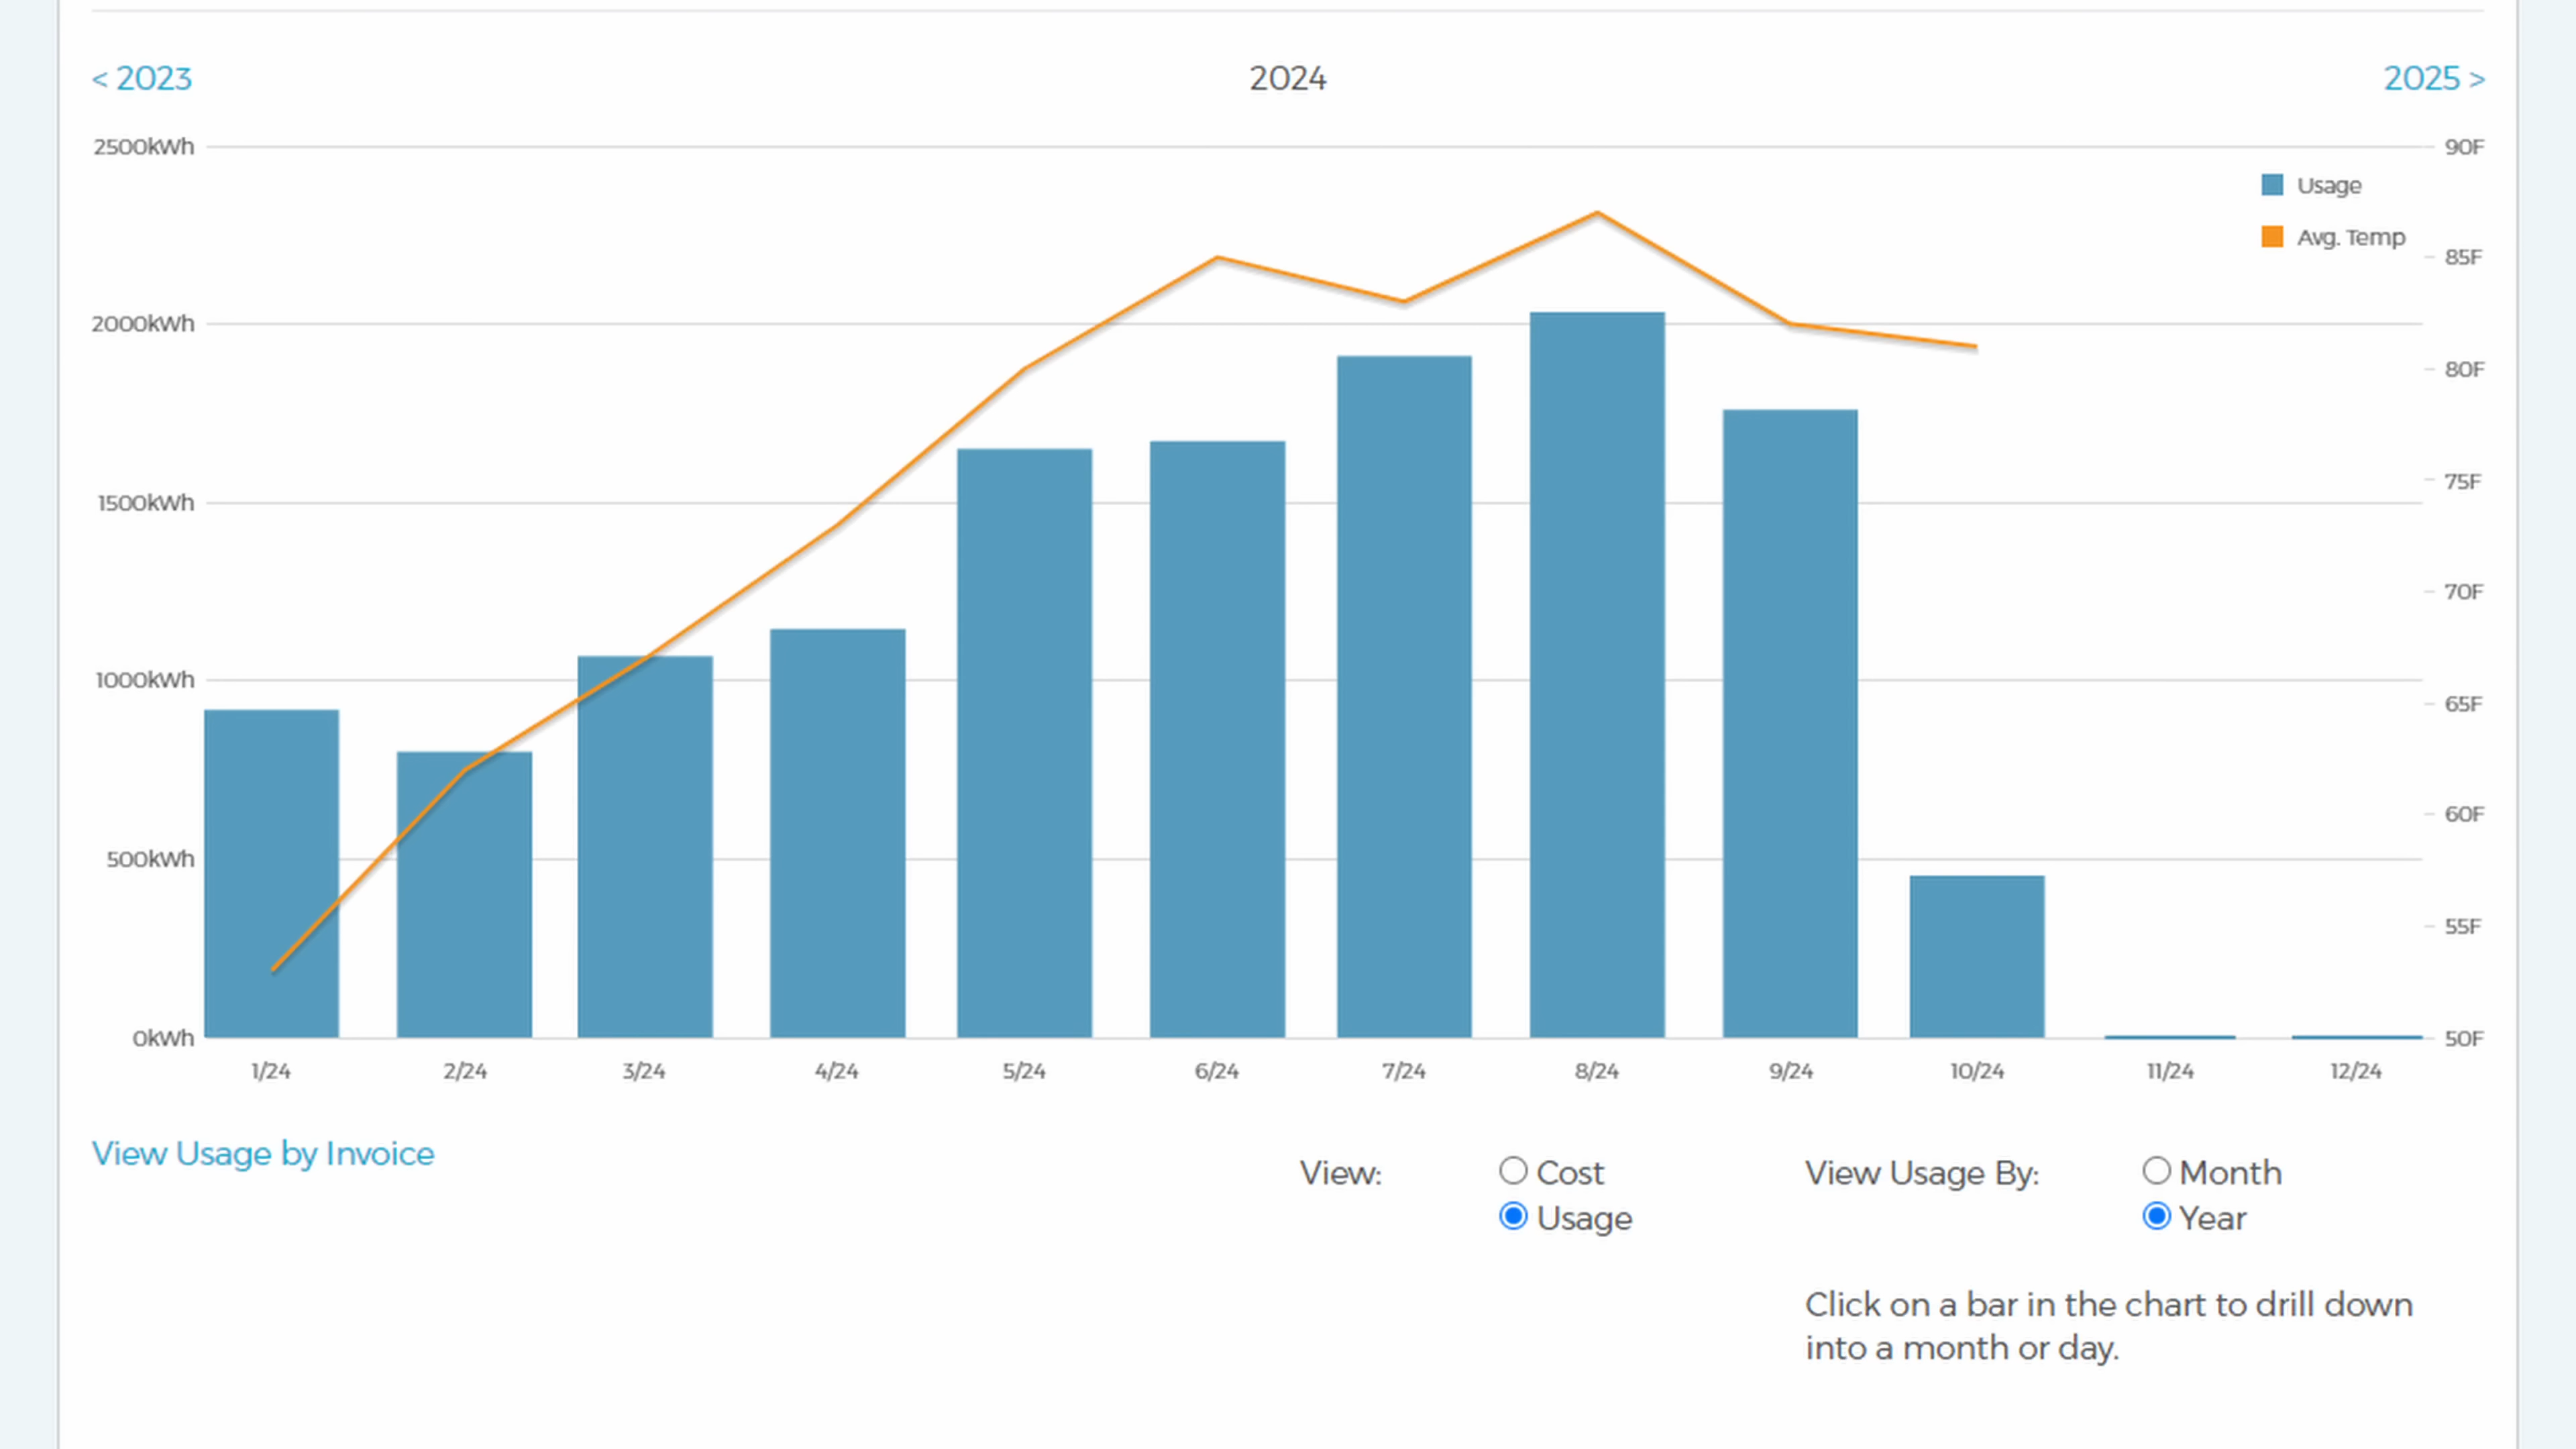 < 2023 2024 2025 >
2500kWh 90F
Usage
Avg. Temp
85F
2000kWh
80F
1500kWh
75F
70F
1000kWh
65F
60F
500kWh
55F
0kWh 50F
1/24 2/24 3/24 4/24 5/24 6/24 7/24 8/24 9/24 10/24 11/24 12/24
View Usage by Invoice
View: Cost View Usage By: Month
Usage Year
Click on a bar in the chart to drill down
into a month or day.